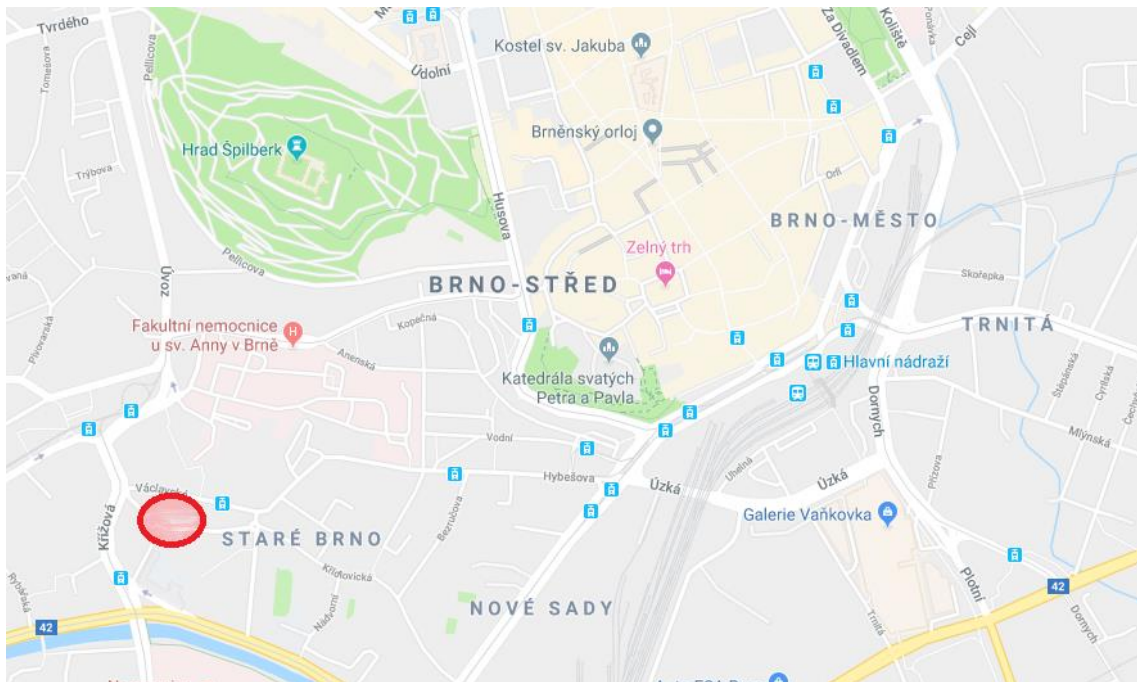 Tvrdého
Údolní
Kostel sv. Jakuba
Za Divadlem
Koliště
Ponávka
Cejl
Tomešova
Pellicova
Hrad Špilberk
Brněnský orloj
Trýbova
Husova
Orlí
BRNO-MĚSTO
Pellicova
Zelný trh
Úvoz
BRNO-STŘED
Skořepka
TRNITÁ
Pivovarská
Fakultní nemocnice
u sv. Anny v Brně
Kopečná
Anenská
Katedrála svatých
Petra a Pavla
Hlavní nádraží
Štěpánská
Cyrilská
Dornych
Mlýnská
Vodní
Hybešova
Úzká
Uhelná
Úzká
Přízova
Václavská
Křížová
Bezručova
Galerie Vaňkovka
STARÉ BRNO
Křídlovická
Rybářská
Nádvorní
NOVÉ SADY
Plotní
42
Trnitá
Dornych
42